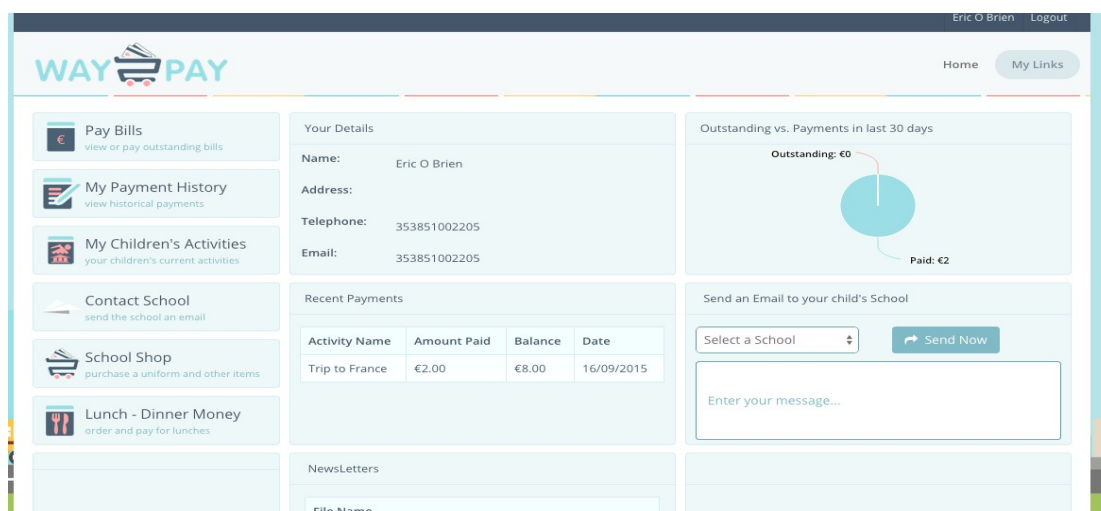 Eric O Brien Logout
WAY PAY
Home My Links
Pay Bills
view or pay outstanding bills
My Payment History
view historical payments
My Children's Activities
your children's current activities
Contact School
send the school an email
School Shop
purchase a uniform and other items
Lunch - Dinner Money
order and pay for lunches
Your Details
Name: Eric O Brien
Address:
Telephone: 353851002205
Email: 353851002205
Outstanding vs. Payments in last 30 days
Outstanding: €0
Paid: €2
Recent Payments
Activity Name Amount Paid Balance Date
Trip to France €2.00 €8.00 16/09/2015
Send an Email to your child's School
Select a School Send Now
Enter your message...
NewsLetters
File Name